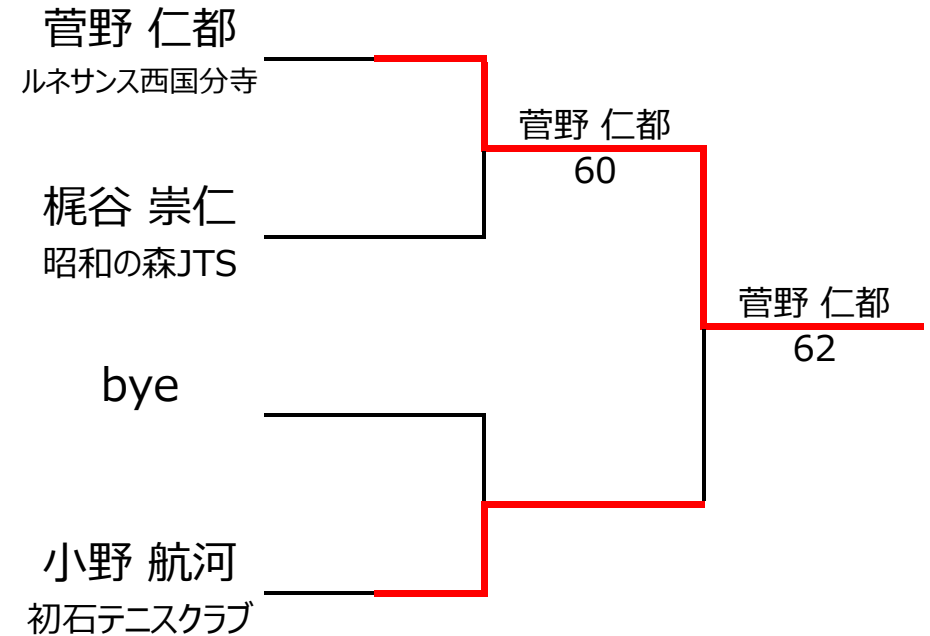 菅野 仁都
ルネサンス西国分寺
菅野 仁都
60
梶谷 崇仁
昭和の森JTS
菅野 仁都
62
bye
小野 航河
初石テニスクラブ